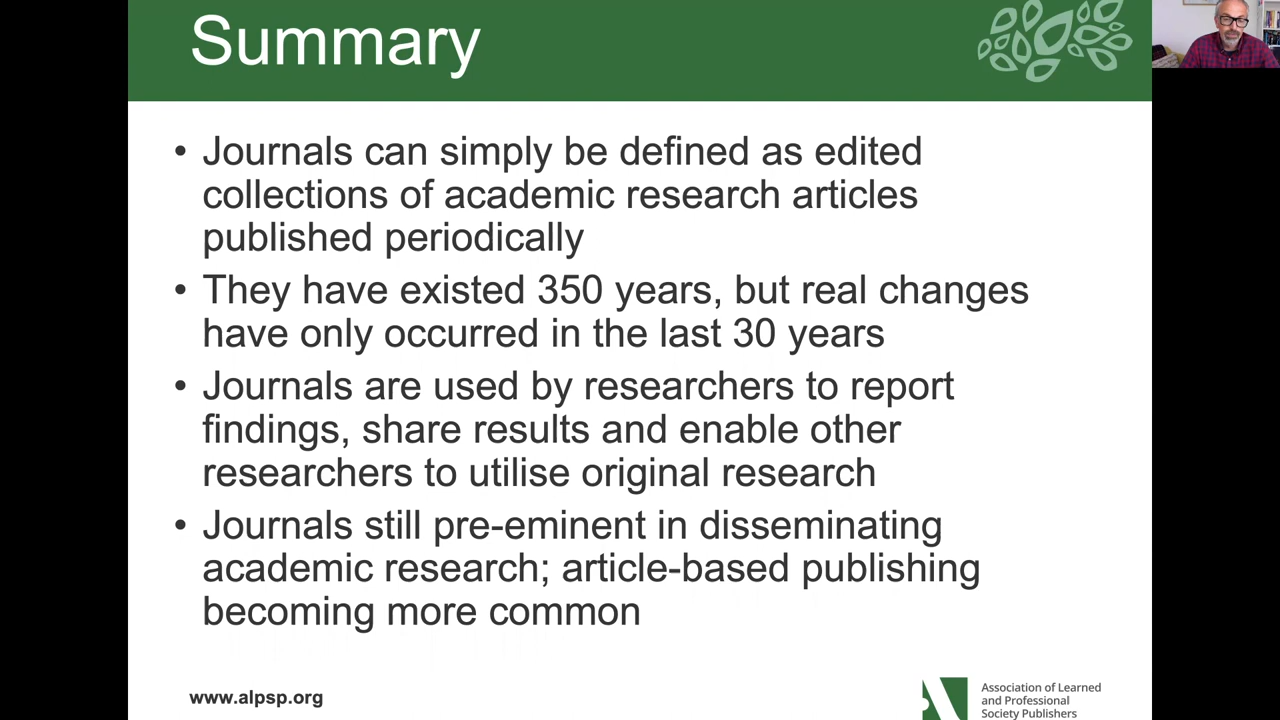 Summary
• Journals can simply be defined as edited
collections of academic research articles
published periodically
• They have existed 350 years, but real changes
have only occurred in the last 30 years
• Journals are used by researchers to report
findings, share results and enable other
researchers to utilise original research
• Journals still pre-eminent in disseminating
academic research; article-based publishing
becoming more common
www.alpsp.org
Association of Learned
and Professional
Society Publishers